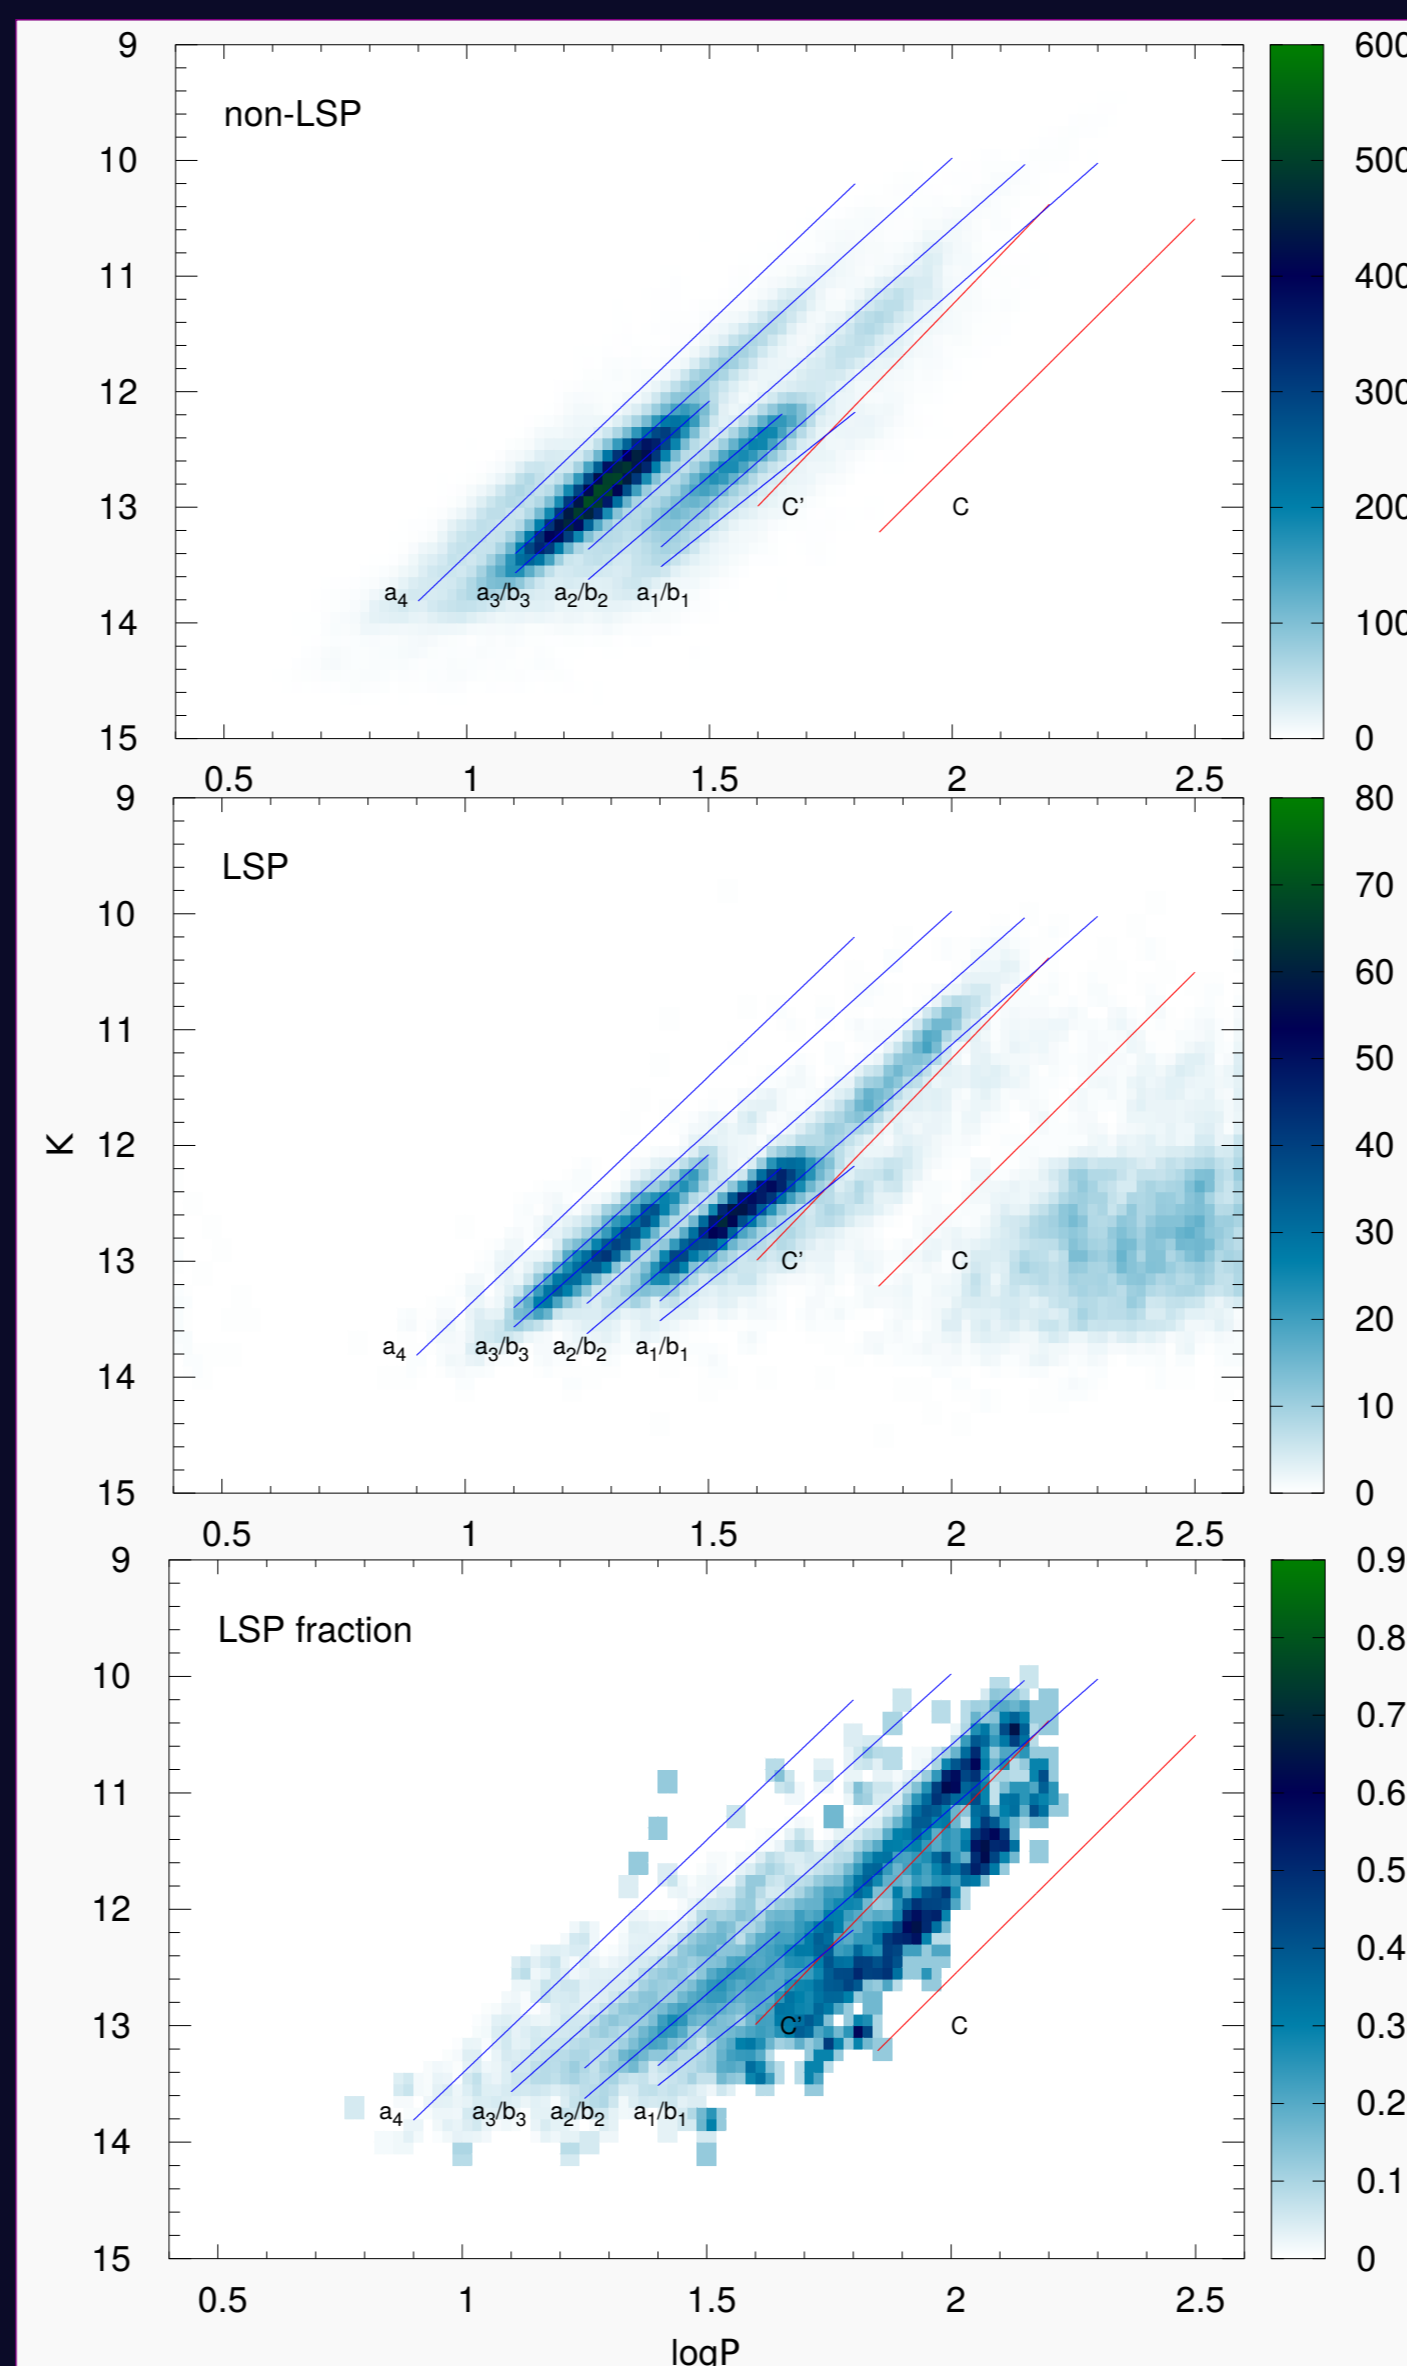 9
10
11
12
13
14
15
non-LSP
a4
a3/b3
a2/b2
a1/b1
C'
C
0.5 1 1.5 2 2.5
600
500
400
300
200
100
0
9
10
11
12
13
14
15
K
LSP
a4
a3/b3
a2/b2
a1/b1
C'
C
0.5 1 1.5 2 2.5
80
70
60
50
40
30
20
10
0
9
10
11
12
13
14
15
LSP fraction
a4
a3/b3
a2/b2
a1/b1
C'
C
0.5 1 1.5 2 2.5
logP
0.9
0.8
0.7
0.6
0.5
0.4
0.3
0.2
0.1
0